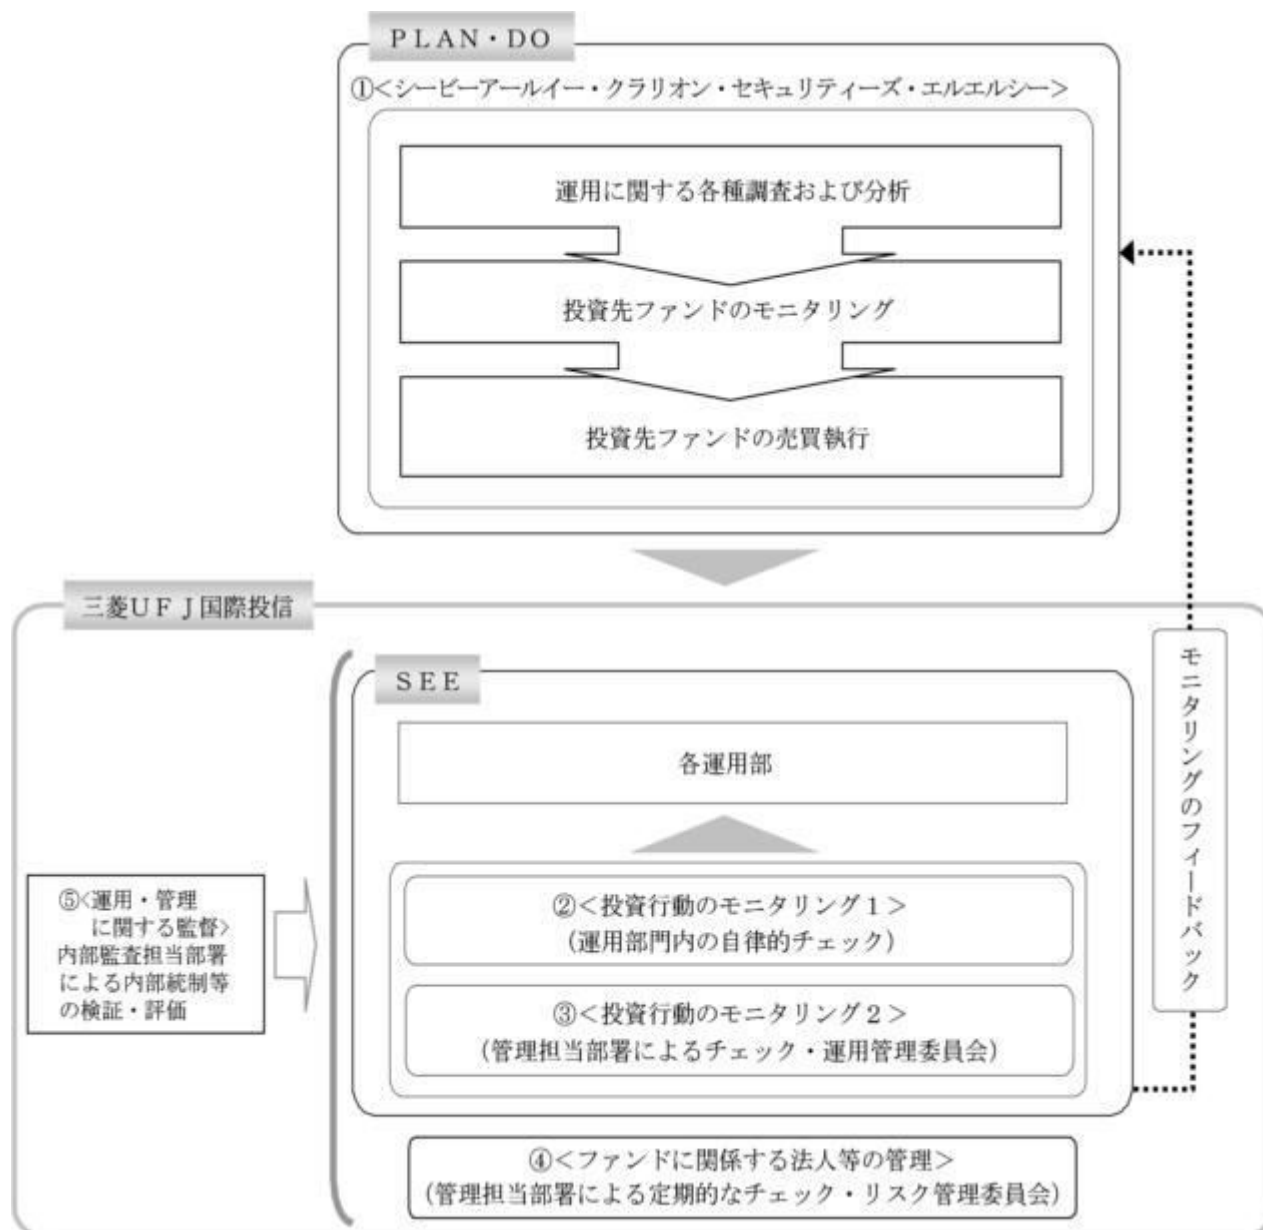 ＰＬＡＮ・ＤＯ
①＜シービーアールイー・クラリオン・セキュリティーズ・エルエルシー＞
運用に関する各種調査および分析
投資先ファンドのモニタリング
投資先ファンドの売買執行
三菱ＵＦＪ国際投信
ＳＥＥ
各運用部
②＜投資行動のモニタリング１＞
（運用部門内の自律的チェック）
③＜投資行動のモニタリング２＞
（管理担当部署によるチェック・運用管理委員会）
④＜ファンドに関係する法人等の管理＞
（管理担当部署による定期的なチェック・リスク管理委員会）
⑤＜運用・管理
に関する監督＞
内部監査担当部署
による内部統制等
の検証・評価
モニタリングのフィードバック